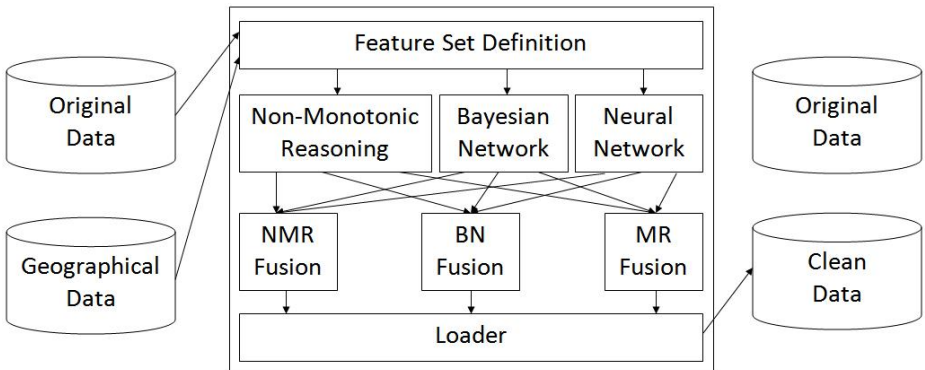 Feature Set Definition
Original
Data
Geographical
Data
Non-Monotonic
Reasoning
Bayesian
Network
Neural
Network
NMR
Fusion
BN
Fusion
MR
Fusion
Loader
Original
Data
Clean
Data